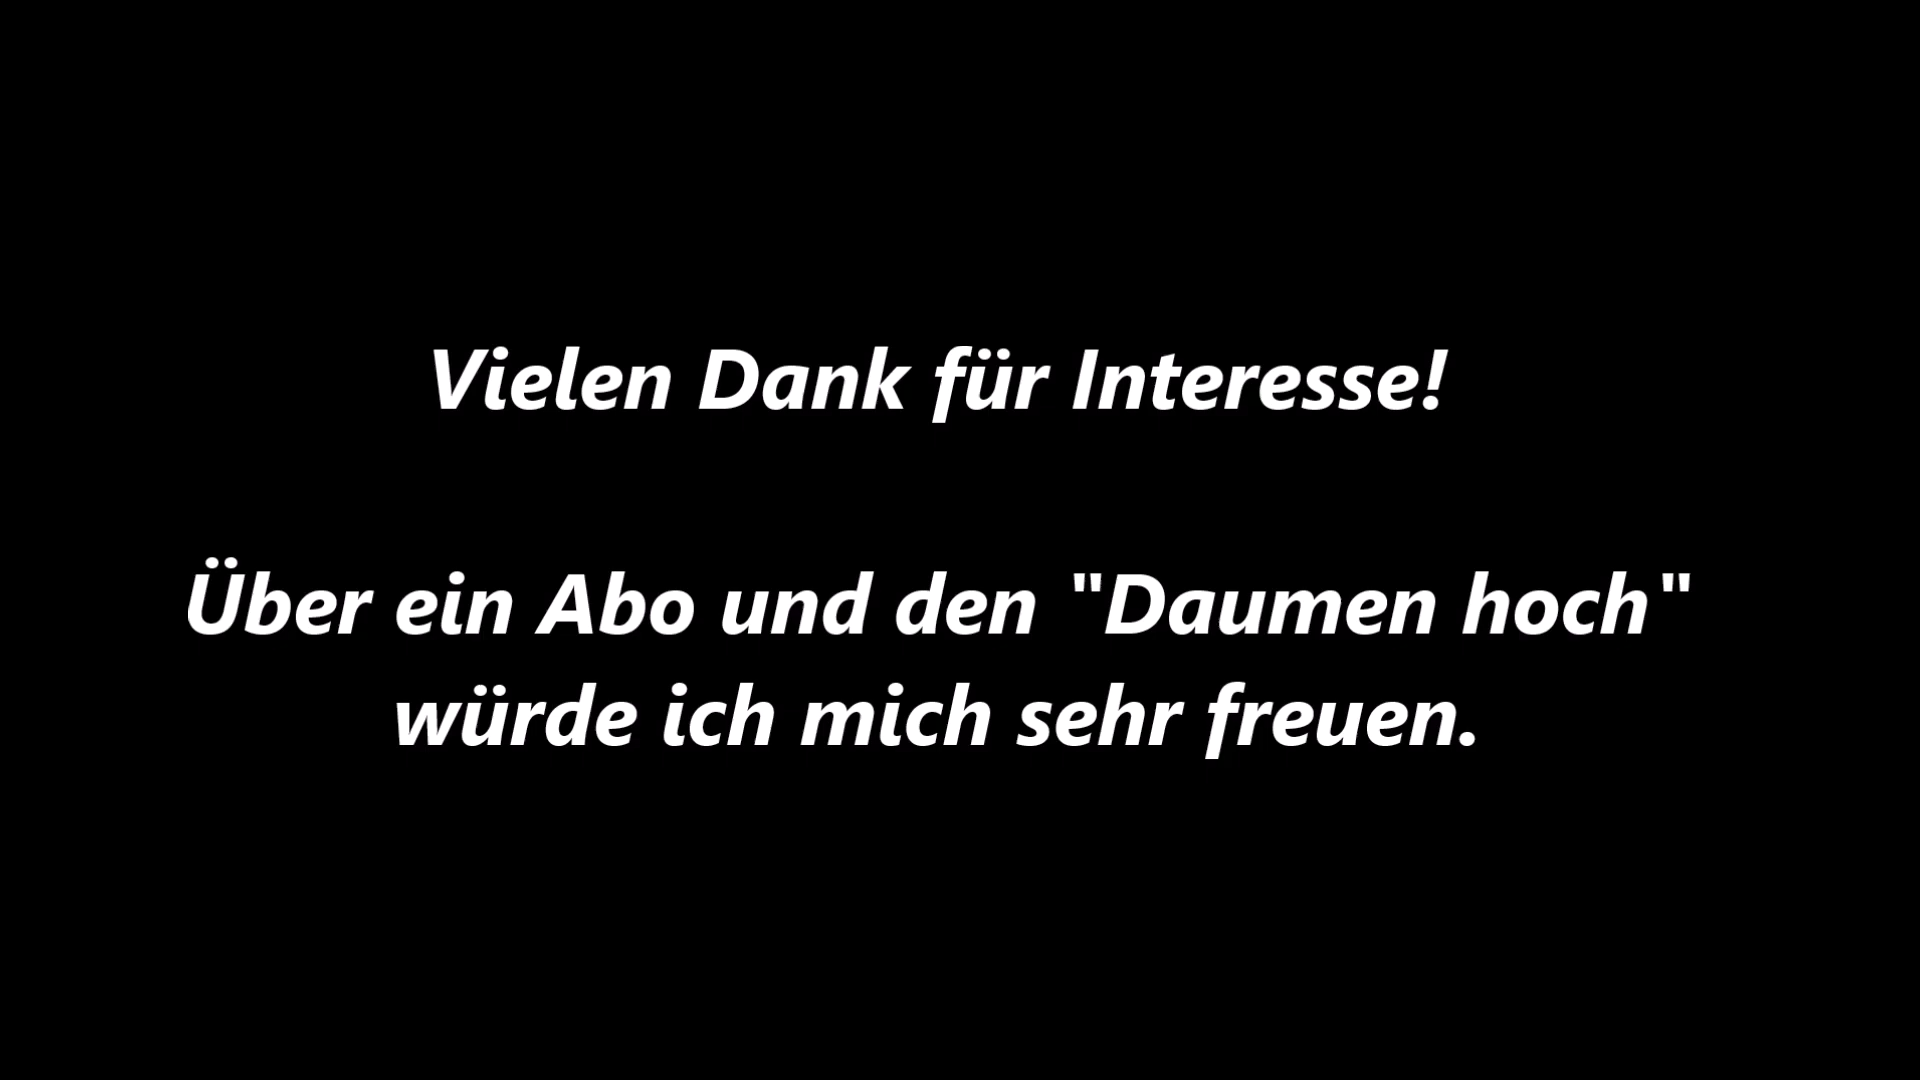 Vielen Dank für Interesse!
Über ein Abo und den "Daumen hoch"
würde ich mich sehr freuen.